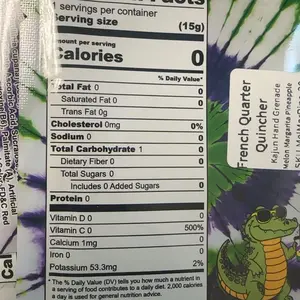 servings per container
Serving size (15g)
Amount per serving
Calories 0
% Daily Value*
Total Fat 0 0
Saturated Fat 0 0
Trans Fat 0g
Cholesterol 0mg 0%
Sodium 0 0
Total Carbohydrate 1 0
Dietary Fiber 0 0
Total Sugars 0
Includes 0 Added Sugars 0
Protein 0 0
Vitamin D 0 0
Vitamin C 0 500%
Calcium 1mg 0
Iron 0 0
Potassium 53.3mg 2%
* The % Daily Value (DV) tells you how much a nutrient in
a serving of food contributes to a daily diet. 2,000 calories
a day is used for general nutrition advice.
French Quarter
Quincher
Kajun Hand Grenade
Melon Margarita Pineapple
Artificial
FD&C Red
Cal